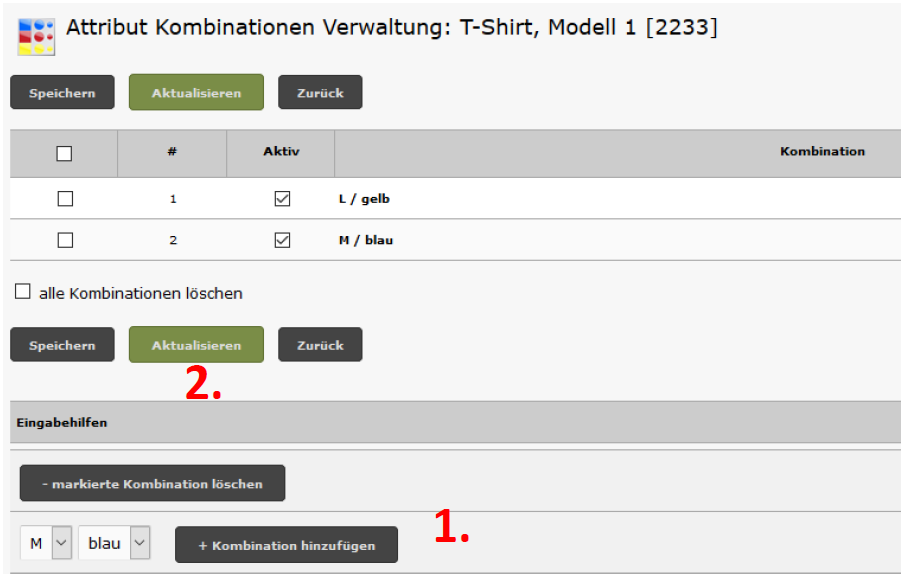 Attribut Kombinationen Verwaltung: T-Shirt, Modell 1 [2233]
Speichern Aktualisieren Zurück
# Aktiv Kombination
1 L / gelb
2 M / blau
alle Kombinationen löschen
Speichern Aktualisieren Zurück
2.
Eingabehilfen
- markierte Kombination löschen
1.
M blau + Kombination hinzufügen